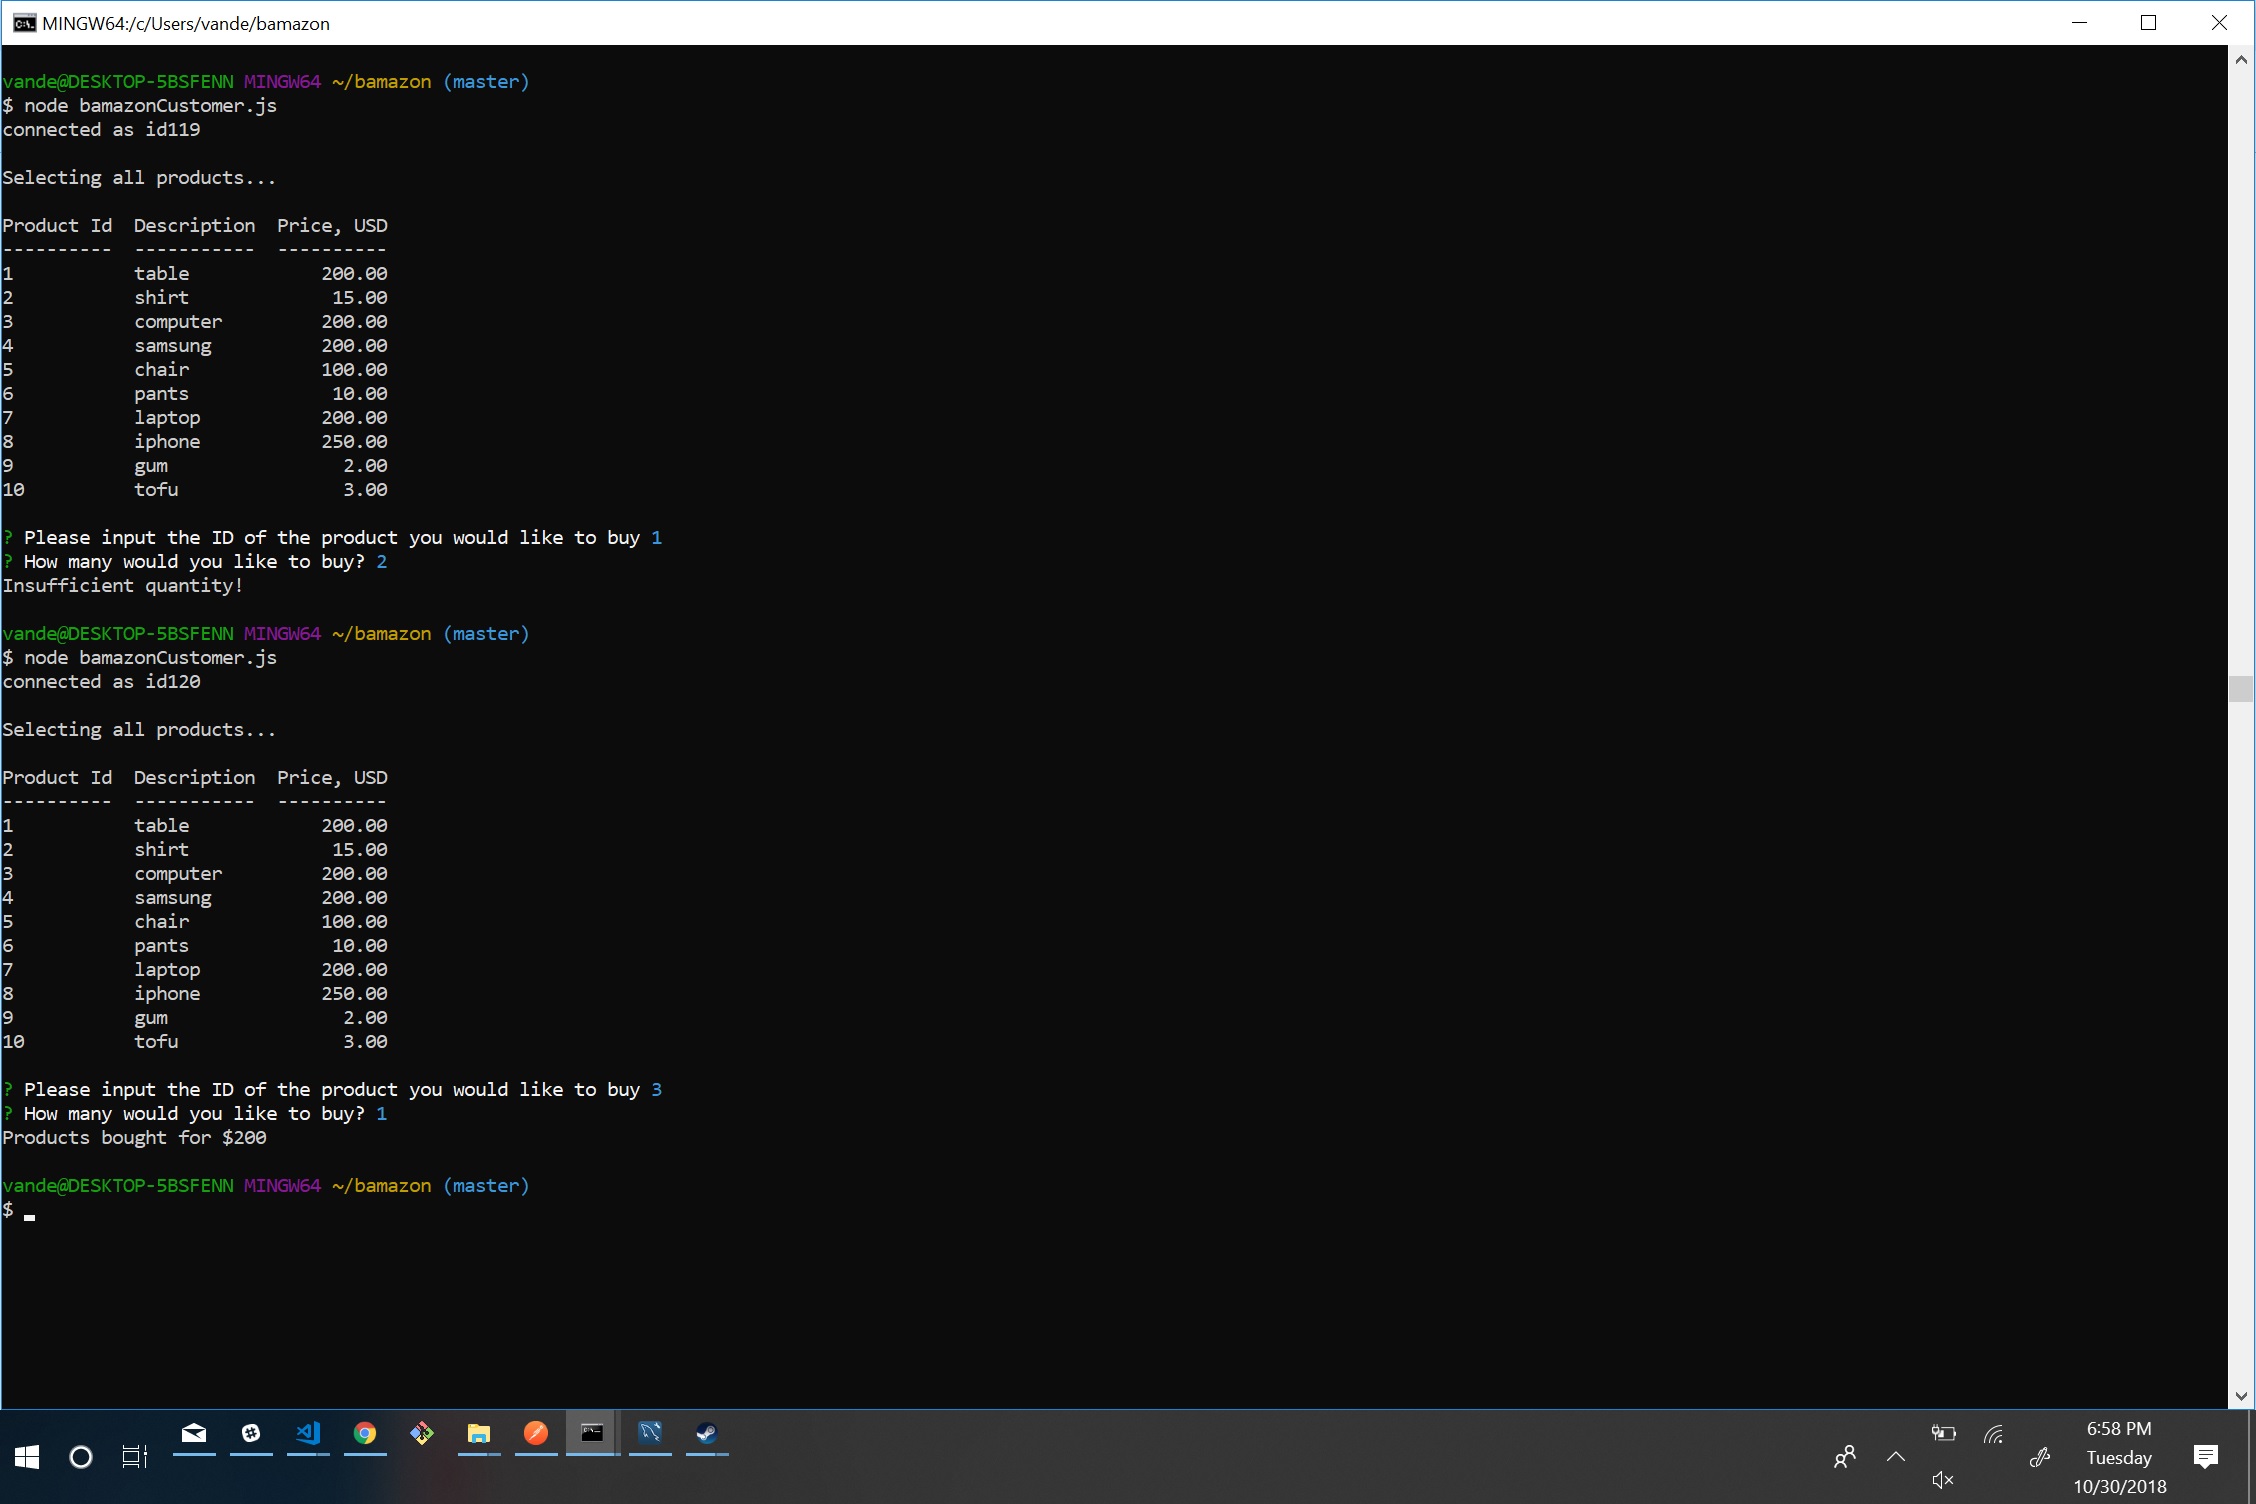 MINGW64:/c/Users/vande/bamazon
vande@DESKTOP-5BSFENN MINGW64 ~/bamazon (master)
$ node bamazonCustomer.js
connected as id119
Selecting all products...
Product Id  Description  Price, USD
----------  -----------  ----------
1           table            200.00
2           shirt             15.00
3           computer         200.00
4           samsung          200.00
5           chair            100.00
6           pants             10.00
7           laptop           200.00
8           iphone           250.00
9           gum                2.00
10          tofu               3.00
? Please input the ID of the product you would like to buy 1
? How many would you like to buy? 2
Insufficient quantity!
vande@DESKTOP-5BSFENN MINGW64 ~/bamazon (master)
$ node bamazonCustomer.js
connected as id120
Selecting all products...
Product Id  Description  Price, USD
----------  -----------  ----------
1           table            200.00
2           shirt             15.00
3           computer         200.00
4           samsung          200.00
5           chair            100.00
6           pants             10.00
7           laptop           200.00
8           iphone           250.00
9           gum                2.00
10          tofu               3.00
? Please input the ID of the product you would like to buy 3
? How many would you like to buy? 1
Products bought for $200
vande@DESKTOP-5BSFENN MINGW64 ~/bamazon (master)
$
6:58 PM
Tuesday
10/30/2018